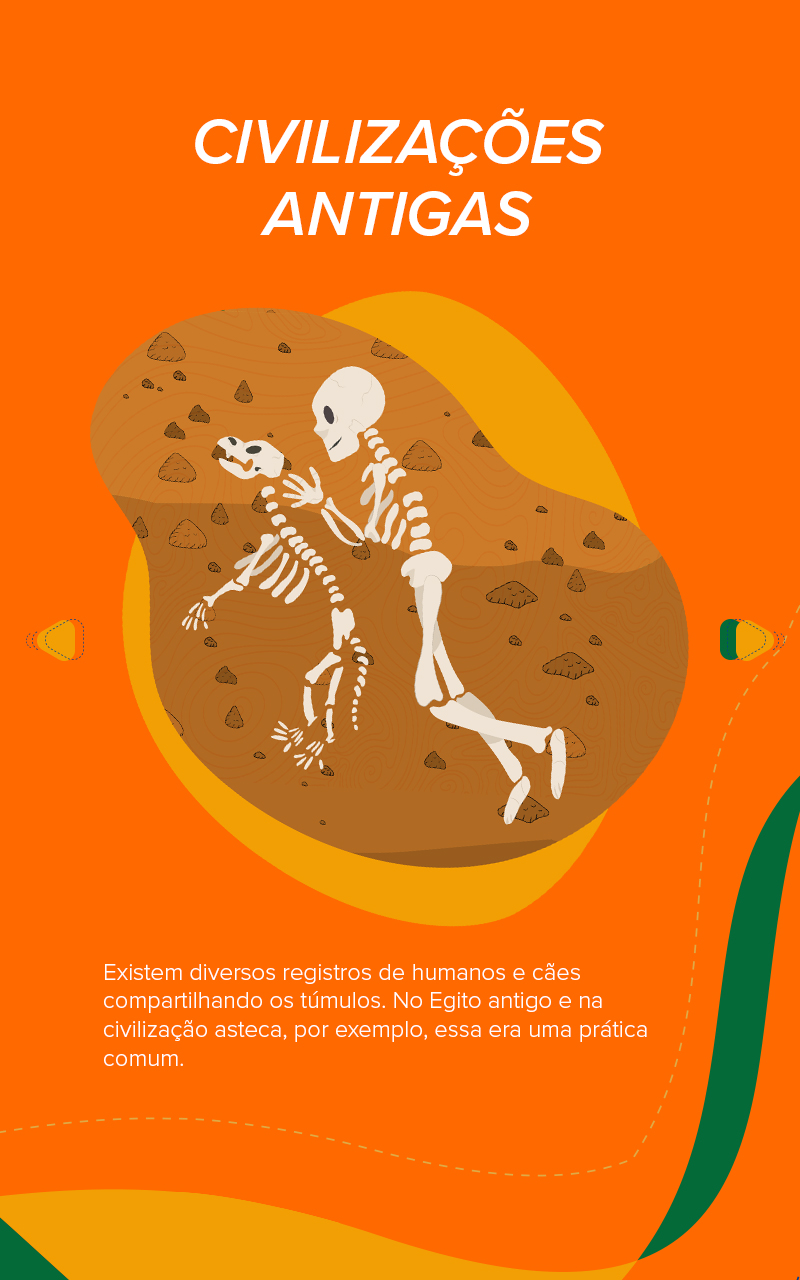 CIVILIZAÇÕES
ANTIGAS
Existem diversos registros de humanos e cães
compartilhando os túmulos. No Egito antigo e na
civilização asteca, por exemplo, essa era uma prática
comum.